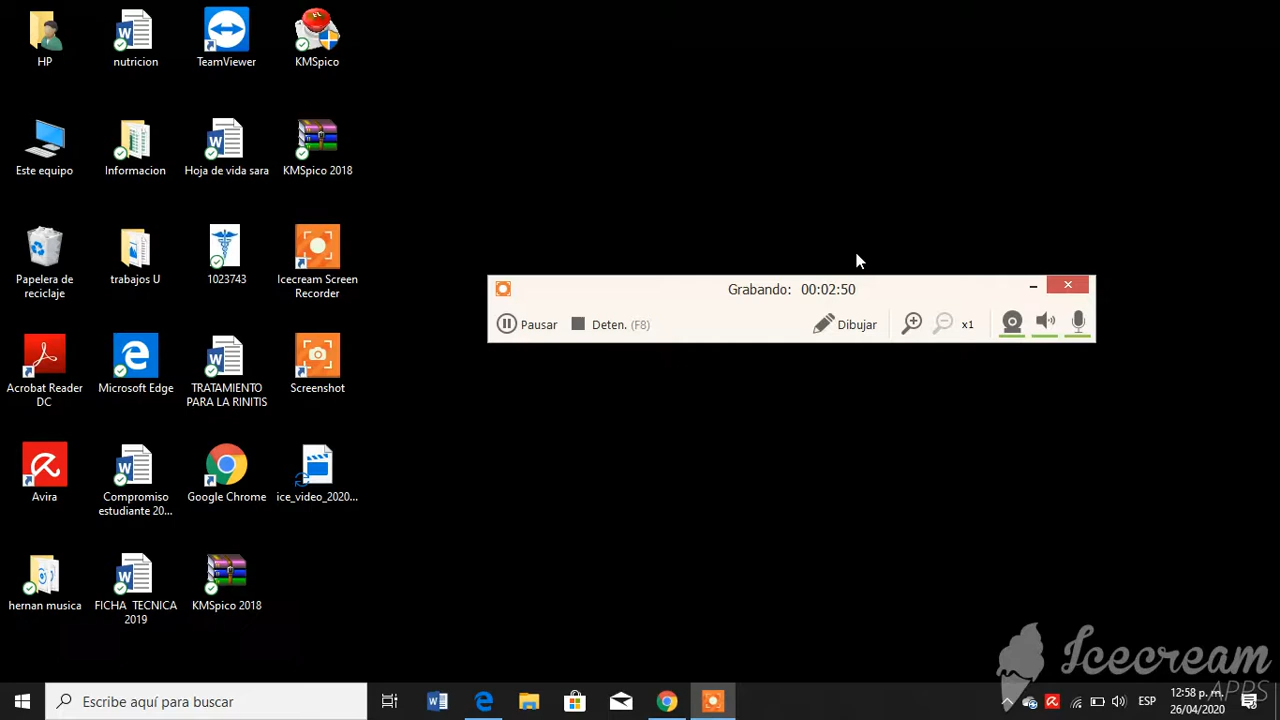 HP
nutricion
TeamViewer
KMSpico
Este equipo
Informacion
Hoja de vida sara
KMSpico 2018
Papelera de
reciclaje
trabajos U
1023743
Icecream Screen
Recorder
Acrobat Reader
DC
Microsoft Edge
TRATAMIENTO
PARA LA RINITIS
Screenshot
Avira
Compromiso
estudiante 20...
Google Chrome
ice_video_2020...
hernan musica
FICHA TECNICA
2019
KMSpico 2018
Grabando: 00:02:50
Pausar
Deten. (F8)
Dibujar
x1
Icecream
APPS
Escribe aquí para buscar
ESP
12:58 p. m.
26/04/2020